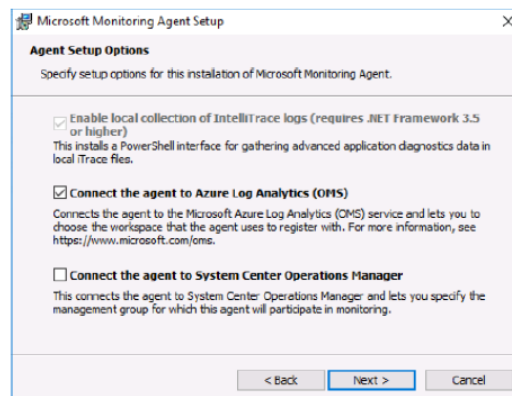 Microsoft Monitoring Agent Setup
Agent Setup Options
Specify setup options for this installation of Microsoft Monitoring Agent.
Enable local collection of IntelliTrace logs (requires .NET Framework 3.5
or higher)
This installs a PowerShell interface for gathering advanced application diagnostics data in
local iTrace files.
Connect the agent to Azure Log Analytics (OMS)
Connects the agent to the Microsoft Azure Log Analytics (OMS) service and lets you to
choose the workspace that the agent uses to register with. For more information, see
https://www.microsoft.com/oms.
Connect the agent to System Center Operations Manager
This connects the agent to System Center Operations Manager and lets you specify the
management group for which this agent will participate in monitoring.
< Back Next > Cancel